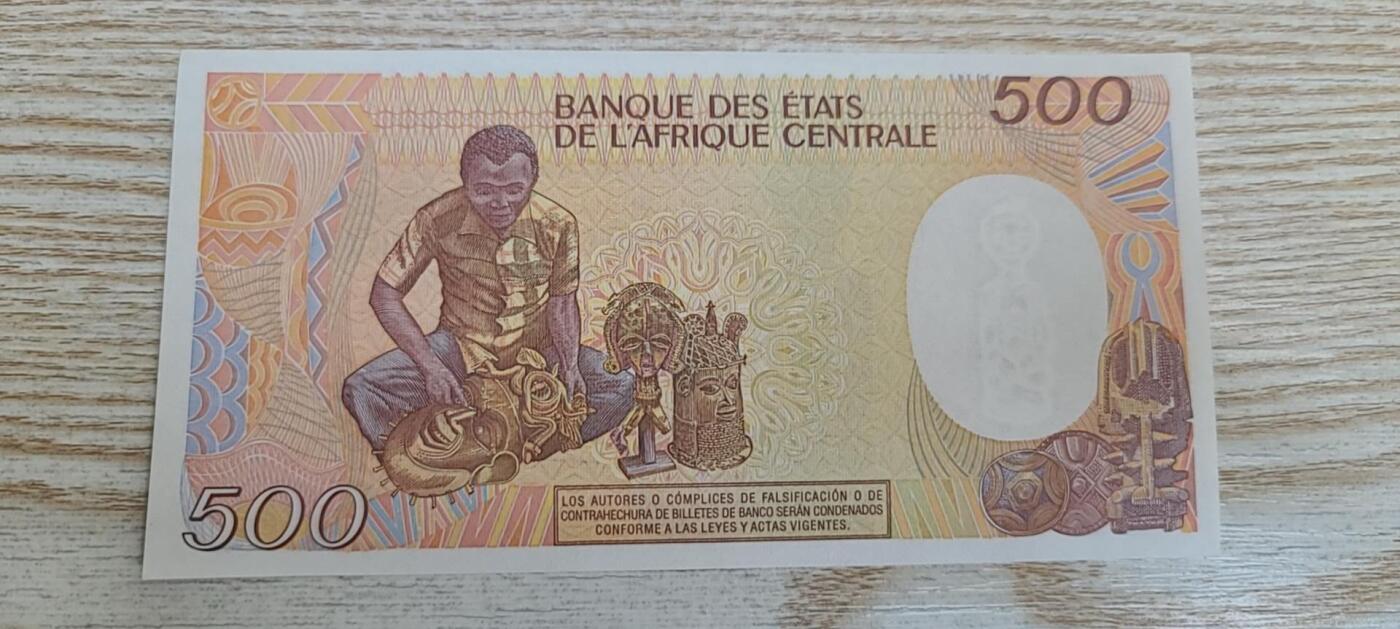 BANQUE DES ÉTATS
DE L'AFRIQUE CENTRALE
500
500
LOS AUTORES O CÓMPLICES DE FALSIFICACIÓN O DE
CONTRAHECHURA DE BILLETES DE BANCO SERÁN CONDENADOS
CONFORME A LAS LEYES Y ACTAS VIGENTES.